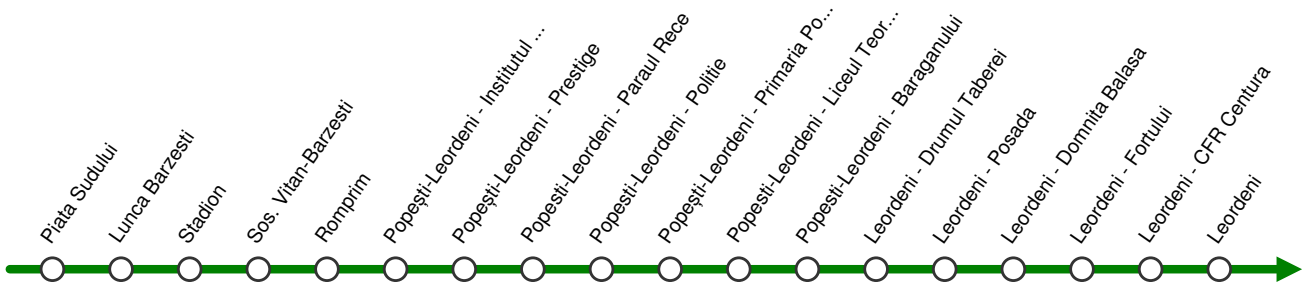 Piata Sudului
Lunca Barzesti
Stadion
Sos. Vitan-Barzesti
Romprim
Popești-Leordeni - Institutul ...
Popești-Leordeni - Prestige
Popesti-Leordeni - Paraul Rece
Popesti-Leordeni - Politie
Popești-Leordeni - Primaria Po...
Popesti-Leordeni - Liceul Teor...
Popesti-Leordeni - Baraganului
Leordeni - Drumul Taberei
Leordeni - Posada
Leordeni - Domnita Balasa
Leordeni - Fortului
Leordeni - CFR Centura
Leordeni